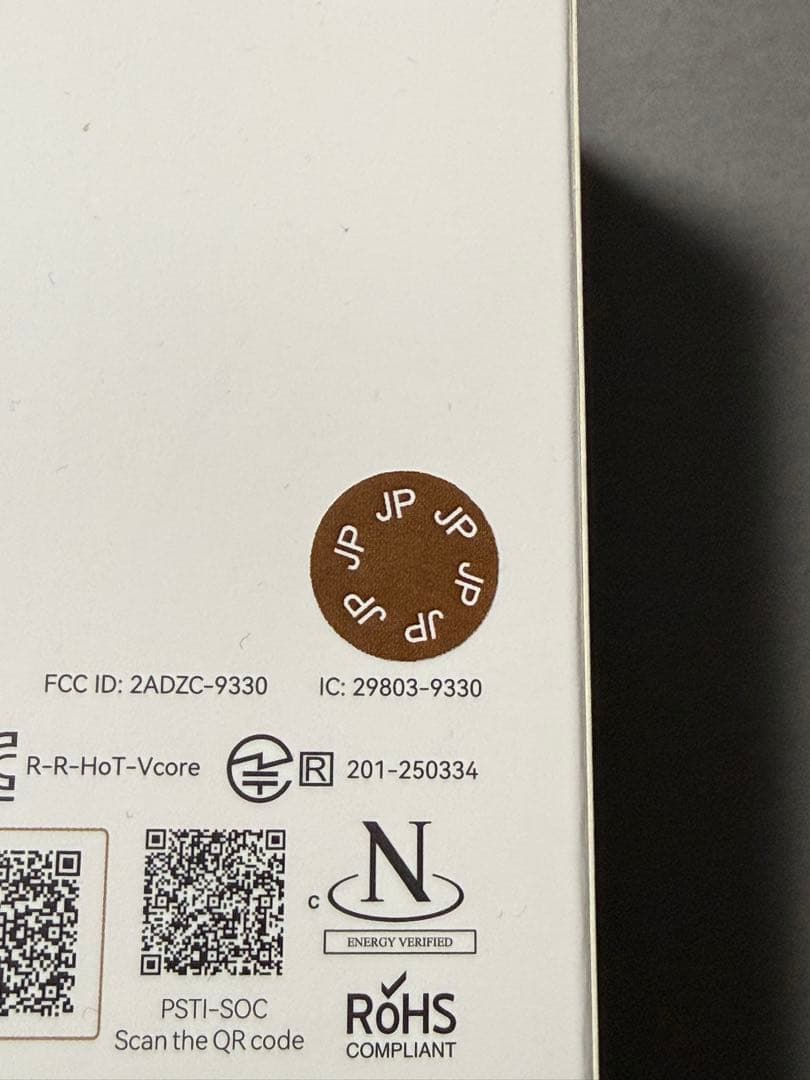 JP JP JP JP JP JP JP
FCC ID: 2ADZC-9330 IC: 29803-9330
R-R-HoT-Vcore R 201-250334
N
c
ENERGY VERIFIED
PSTI-SOC
Scan the QR code
RoHS
COMPLIANT